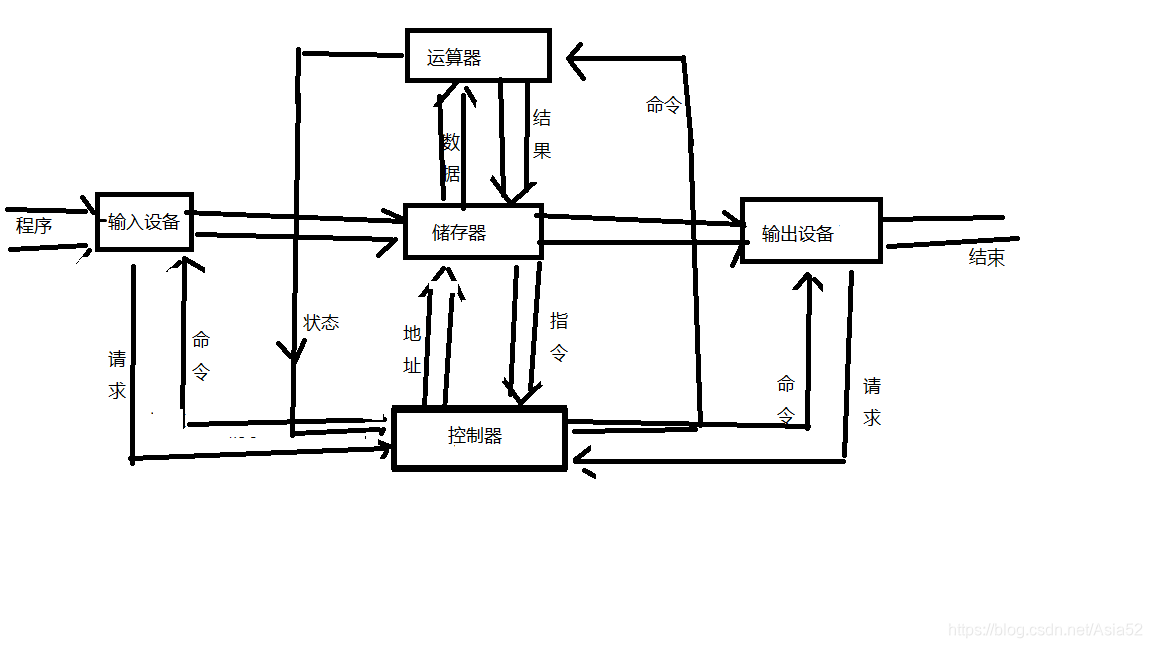 运算器
命令
结果
数据
程序
输入设备
储存器
输出设备
结束
状态
地址
指令
命令
请求
命令
请求
控制器
https://blog.csdn.net/Asia52